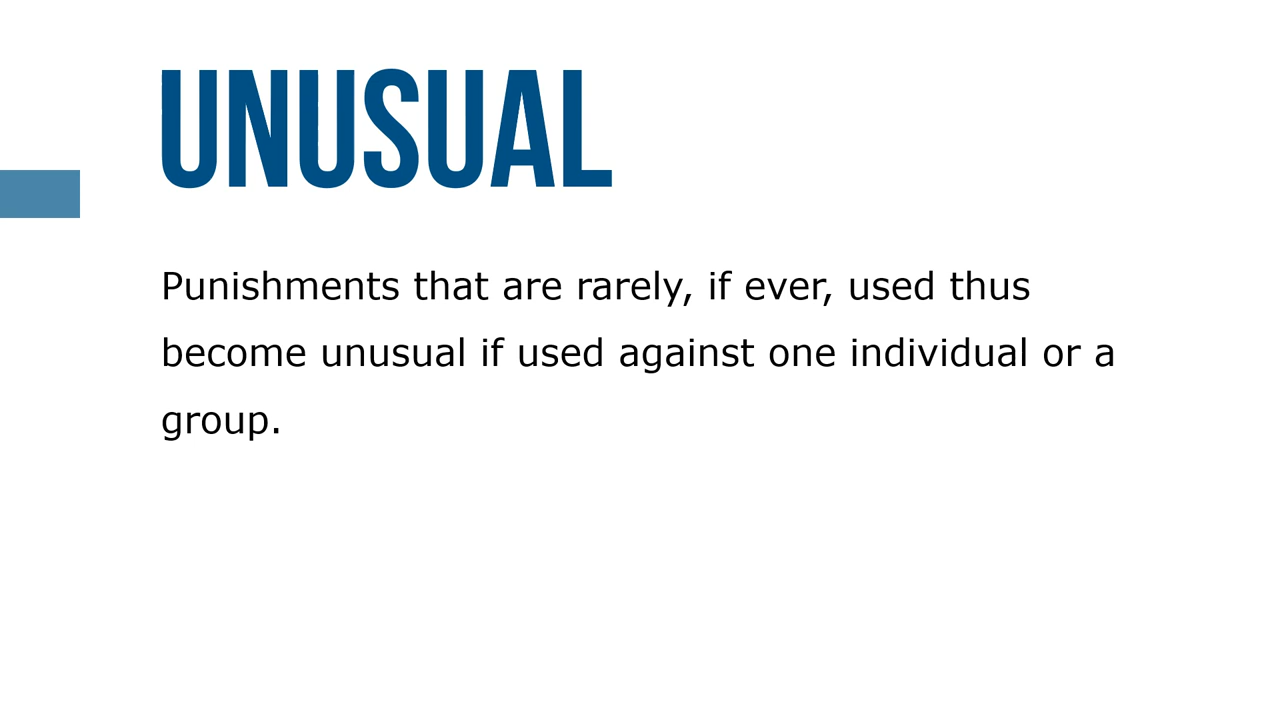 UNUSUAL
Punishments that are rarely, if ever, used thus
become unusual if used against one individual or a
group.